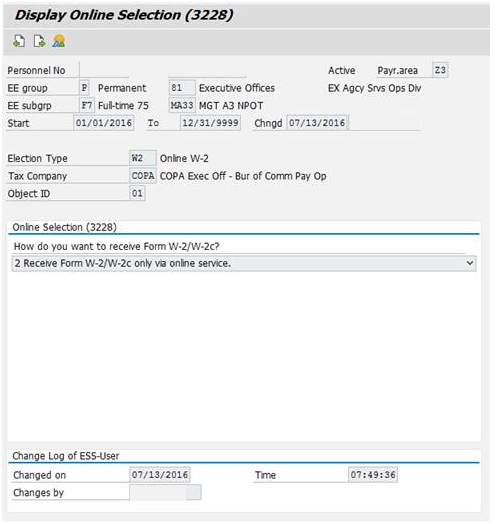 Display Online Selection (3228)
Personnel No Active Payr.area Z3
EE group P Permanent 81 Executive Offices EX Agcy Srvs Ops Div
EE subgrp F7 Full-time 75 MA33 MGT A3 NPOT
Start 01/01/2016 To 12/31/9999 Chngd 07/13/2016
Election Type W2 Online W-2
Tax Company COPA COPA Exec Off - Bur of Comm Pay Op
Object ID 01
Online Selection (3228)
How do you want to receive Form W-2/W-2c?
2 Receive Form W-2/W-2c only via online service.
Change Log of ESS-User
Changed on 07/13/2016 Time 07:49:36
Changes by